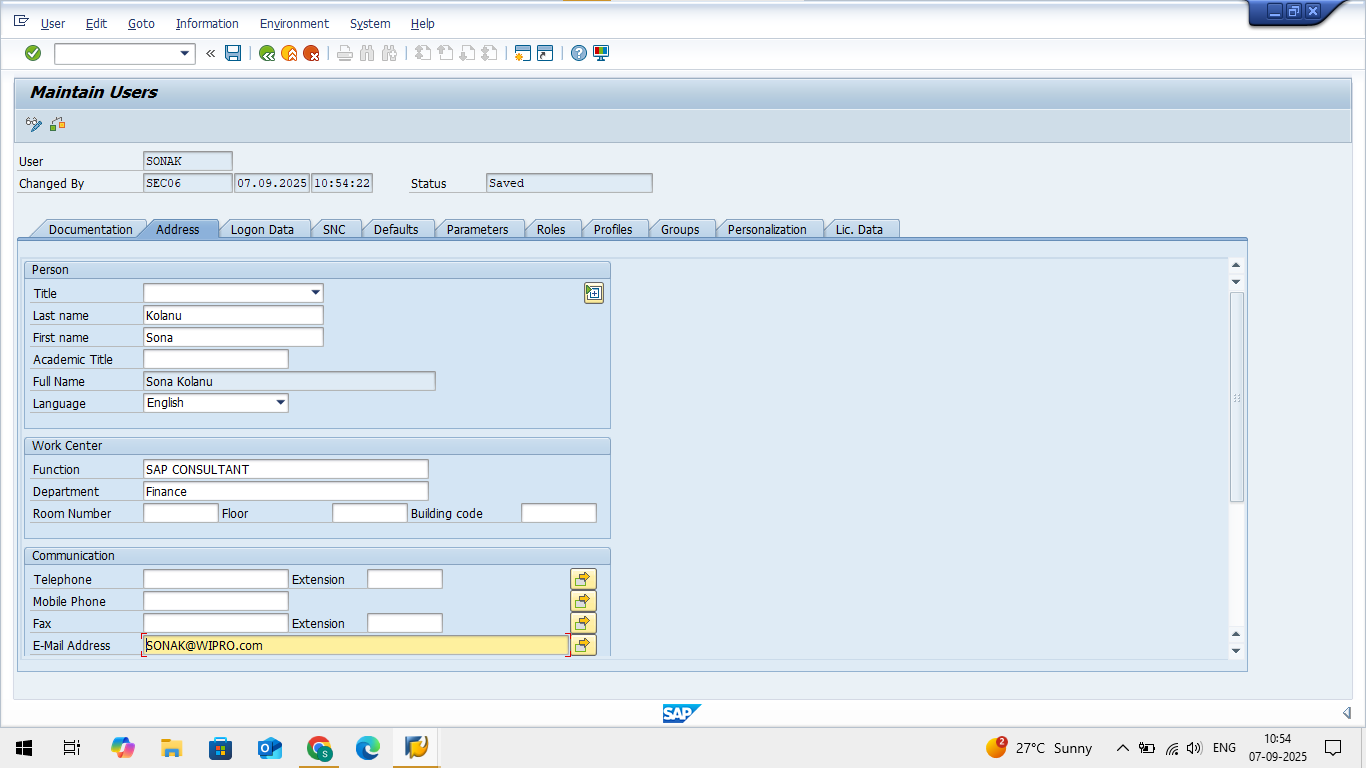 User Edit Goto Information Environment System Help
Maintain Users
User SONAK
Changed By SEC06 07.09.2025 10:54:22 Status Saved
Documentation Address Logon Data SNC Defaults Parameters Roles Profiles Groups Personalization Lic. Data
Person
Title
Last name Kolanu
First name Sona
Academic Title
Full Name Sona Kolanu
Language English
Work Center
Function SAP CONSULTANT
Department Finance
Room Number Floor Building code
Communication
Telephone Extension
Mobile Phone
Fax Extension
E-Mail Address SONAK@WIPRO.com
SAP
2 27°C Sunny ENG 10:54
07-09-2025